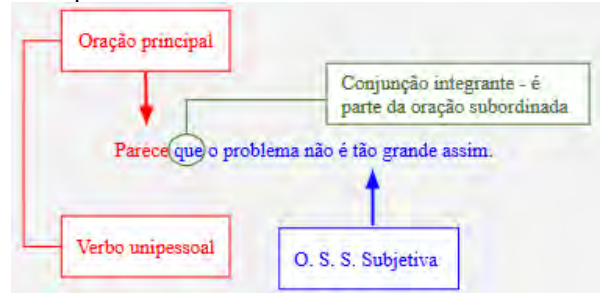 Oração principal
Conjunção integrante - é
parte da oração subordinada
Parece que o problema não é tão grande assim.
Verbo unipessoal
O. S. S. Subjetiva